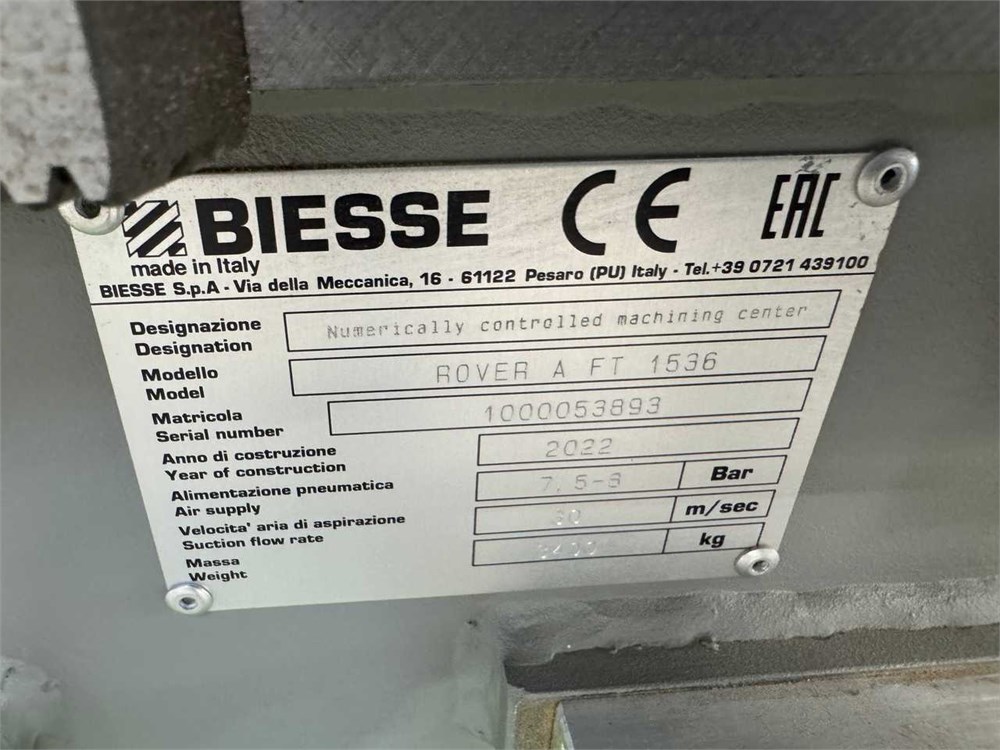 BIESSE CE EAC
made in Italy
BIESSE S.p.A - Via della Meccanica, 16 - 61122 Pesaro (PU) Italy - Tel.+39 0721 439100
Designazione
Designation
Numerically controlled machining center
Modello
Model
ROVER A FT 1536
Matricola
Serial number
1000053893
Anno di costruzione
Year of construction
2022
Alimentazione pneumatica
Air supply
7,5-8 Bar
Velocita' aria di aspirazione
Suction flow rate
m/sec
Massa
Weight
kg